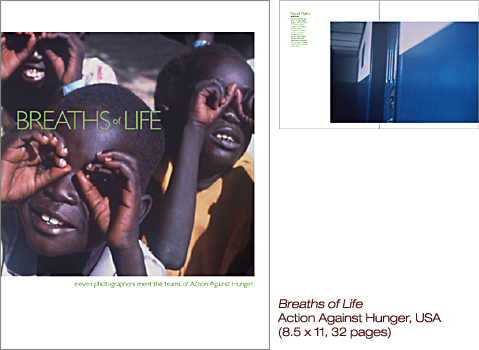 BREATHS of LIFE
eleven photographers meet the teams of Action Against Hunger
Breaths of Life
Action Against Hunger, USA
(8.5 x 11, 32 pages)